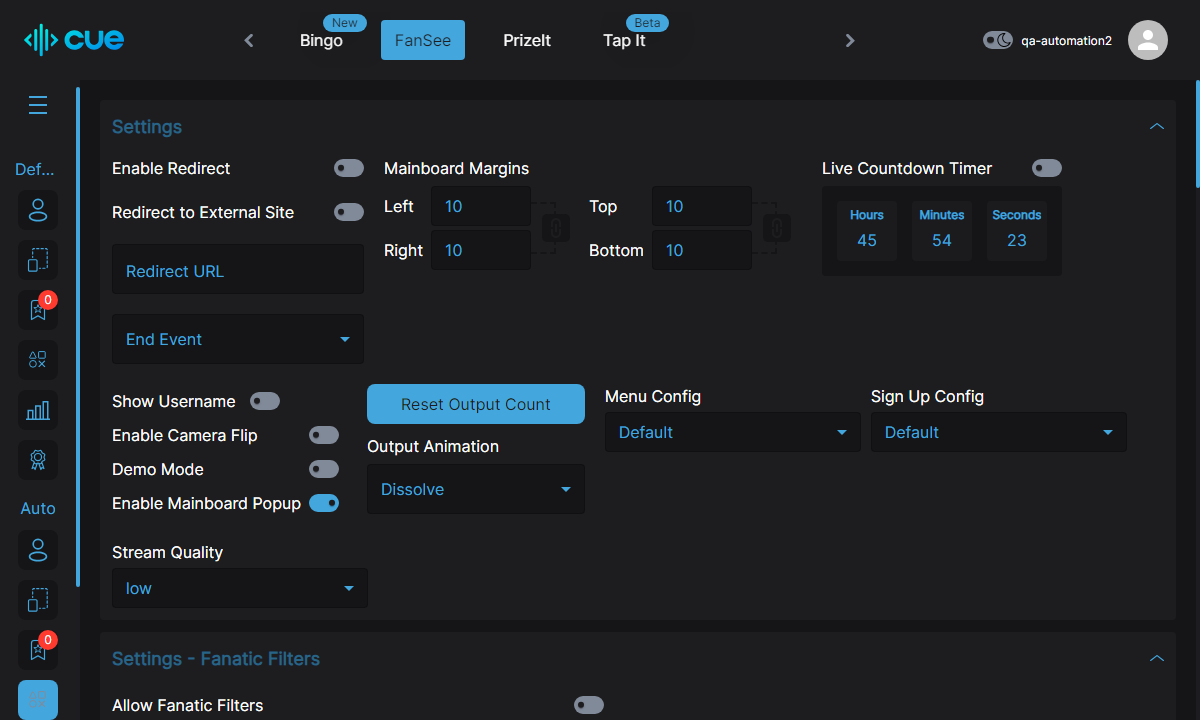 cue
Bingo
New
FanSee
PrizeIt
Tap It
Beta
qa-automation2
Def...
0
Auto
0
Settings
Enable Redirect
Redirect to External Site
Redirect URL
End Event
Mainboard Margins
Left 10
Right 10
Top 10
Bottom 10
Live Countdown Timer
Hours Minutes Seconds
45 54 23
Show Username
Enable Camera Flip
Demo Mode
Enable Mainboard Popup
Reset Output Count
Output Animation
Dissolve
Menu Config
Default
Sign Up Config
Default
Stream Quality
low
Settings - Fanatic Filters
Allow Fanatic Filters